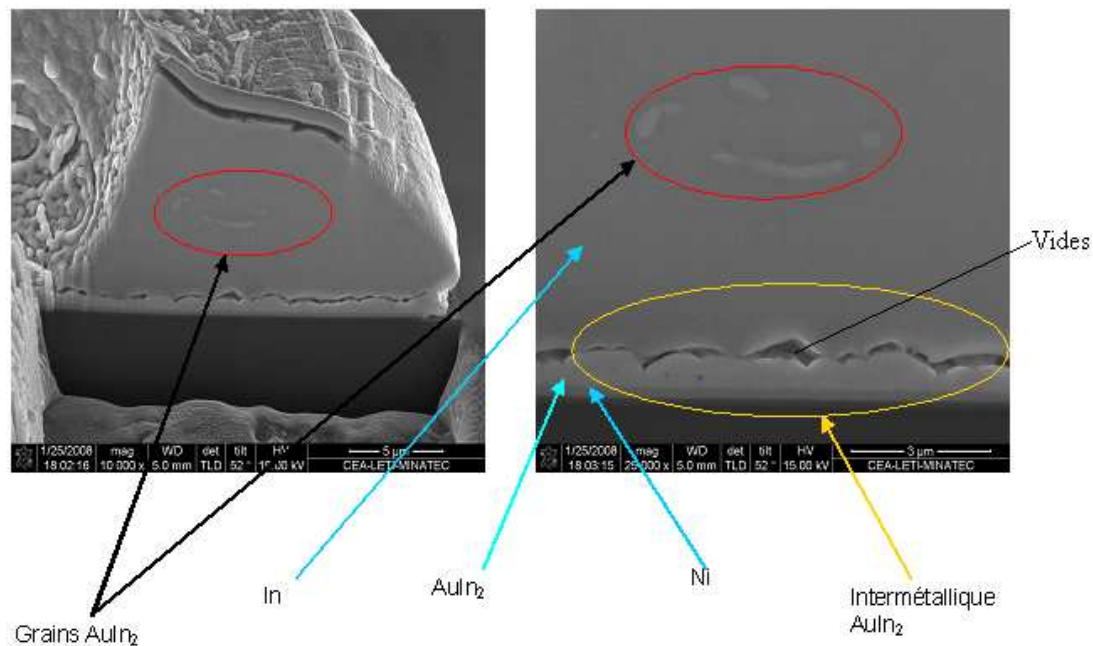 1/25/2008 mag WD det tilt HV 5 µm
18:02:16 10 000 x 5.0 mm TLD 52 ° 15.00 kV CEA-LETI-MINATEC
1/25/2008 mag WD det tilt HV 3 µm
18:03:15 25 000 x 5.0 mm TLD 52 ° 15.00 kV CEA-LETI-MINATEC
Vides
Grains AuIn₂
In
AuIn₂
Ni
Intermétallique
AuIn₂